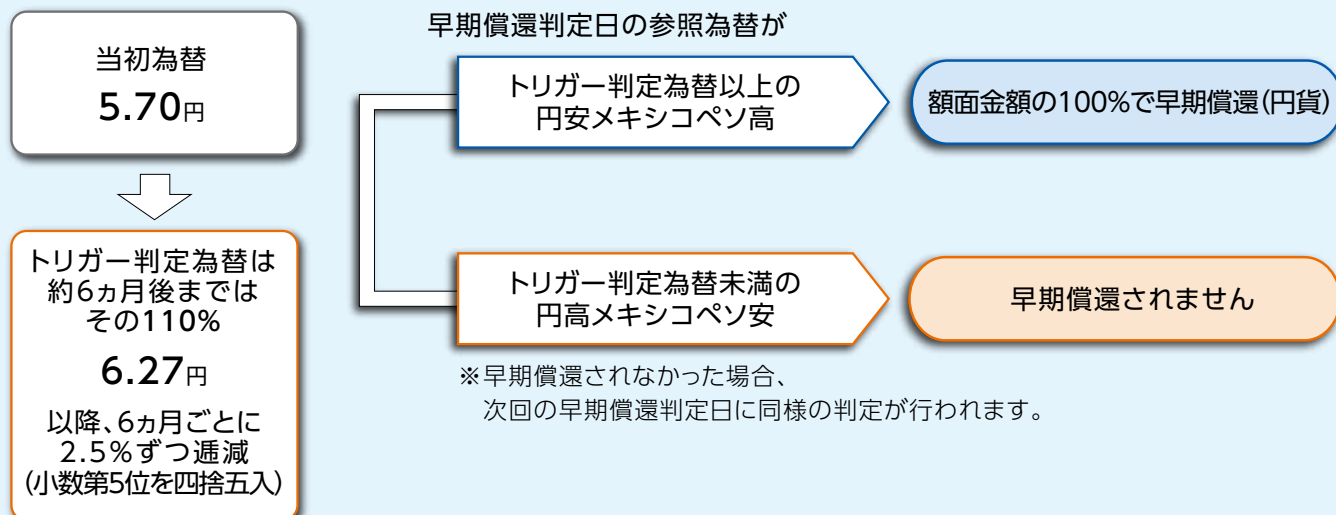 当初為替
5.70円
トリガー判定為替は
約6ヵ月後までは
その110%
6.27円
以降、6ヵ月ごとに
2.5%ずつ逓減
(小数第5位を四捨五入)
早期償還判定日の参照為替が
トリガー判定為替以上の
円安メキシコペソ高
額面金額の100%で早期償還(円貨)
トリガー判定為替未満の
円高メキシコペソ安
早期償還されません
※早期償還されなかった場合、
次回の早期償還判定日に同様の判定が行われます。